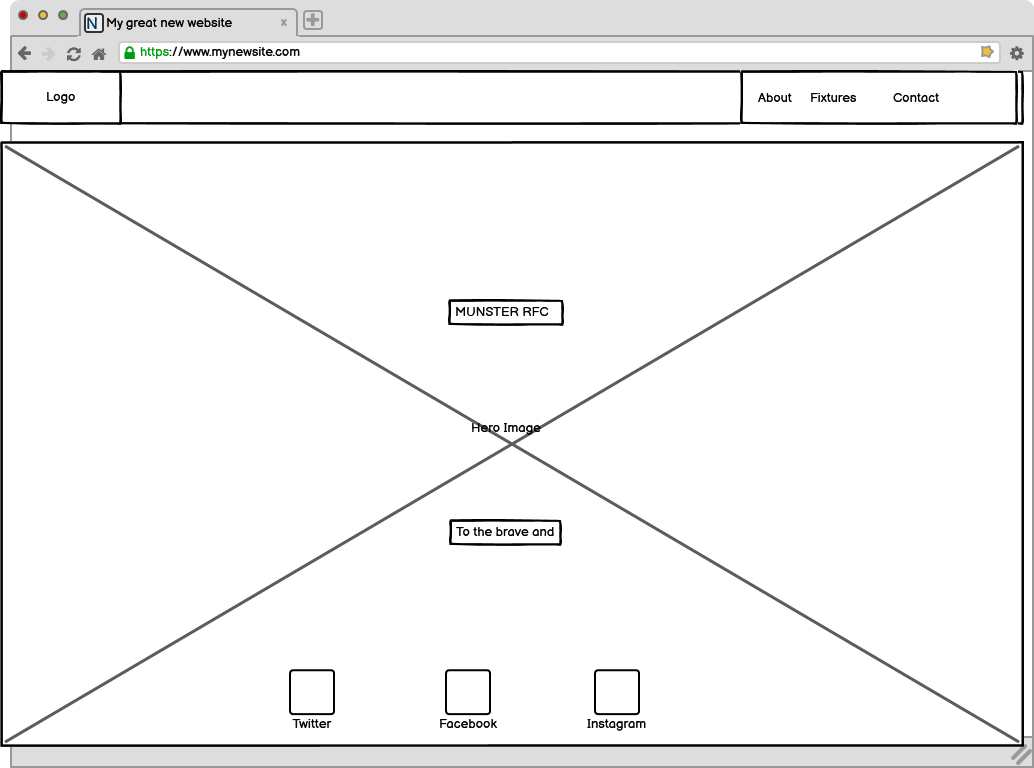 N My great new website x
https://www.mynewsite.com
Logo
About Fixtures Contact
MUNSTER RFC
Hero Image
To the brave and
Twitter Facebook Instagram